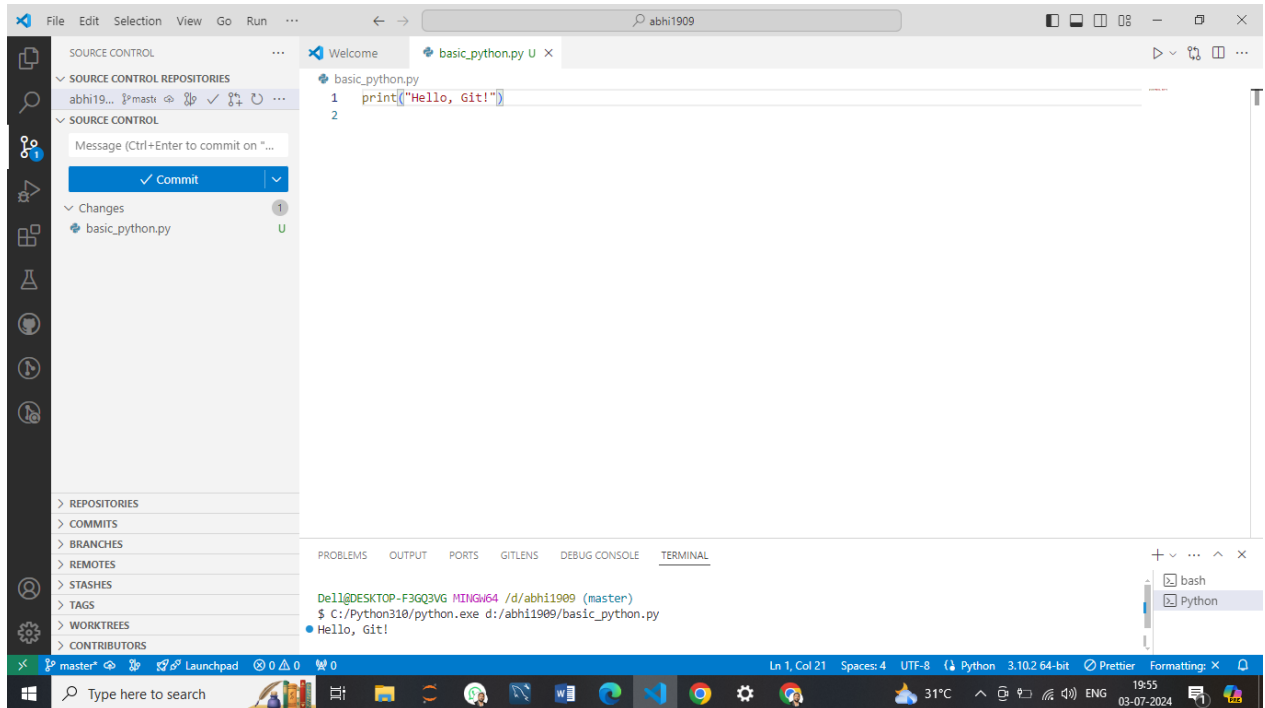 File Edit Selection View Go Run ···
abhi1909
SOURCE CONTROL ···
SOURCE CONTROL REPOSITORIES
abhi19...
SOURCE CONTROL
Message (Ctrl+Enter to commit on "...
Commit
Changes 1
basic_python.py U
REPOSITORIES
COMMITS
BRANCHES
REMOTES
STASHES
TAGS
WORKTREES
CONTRIBUTORS
Welcome basic_python.py U
basic_python.py
1 print("Hello, Git!")
2
PROBLEMS OUTPUT PORTS GITLENS DEBUG CONSOLE TERMINAL
Dell@DESKTOP-F3GQ3VG MINGW64 /d/abhi1909 (master)
$ C:/Python310/python.exe d:/abhi1909/basic_python.py
Hello, Git!
bash
Python
master* Launchpad 0 0 0 Ln 1, Col 21 Spaces: 4 UTF-8 Python 3.10.2 64-bit Prettier Formatting: ×
Type here to search 31°C ENG 19:55
03-07-2024